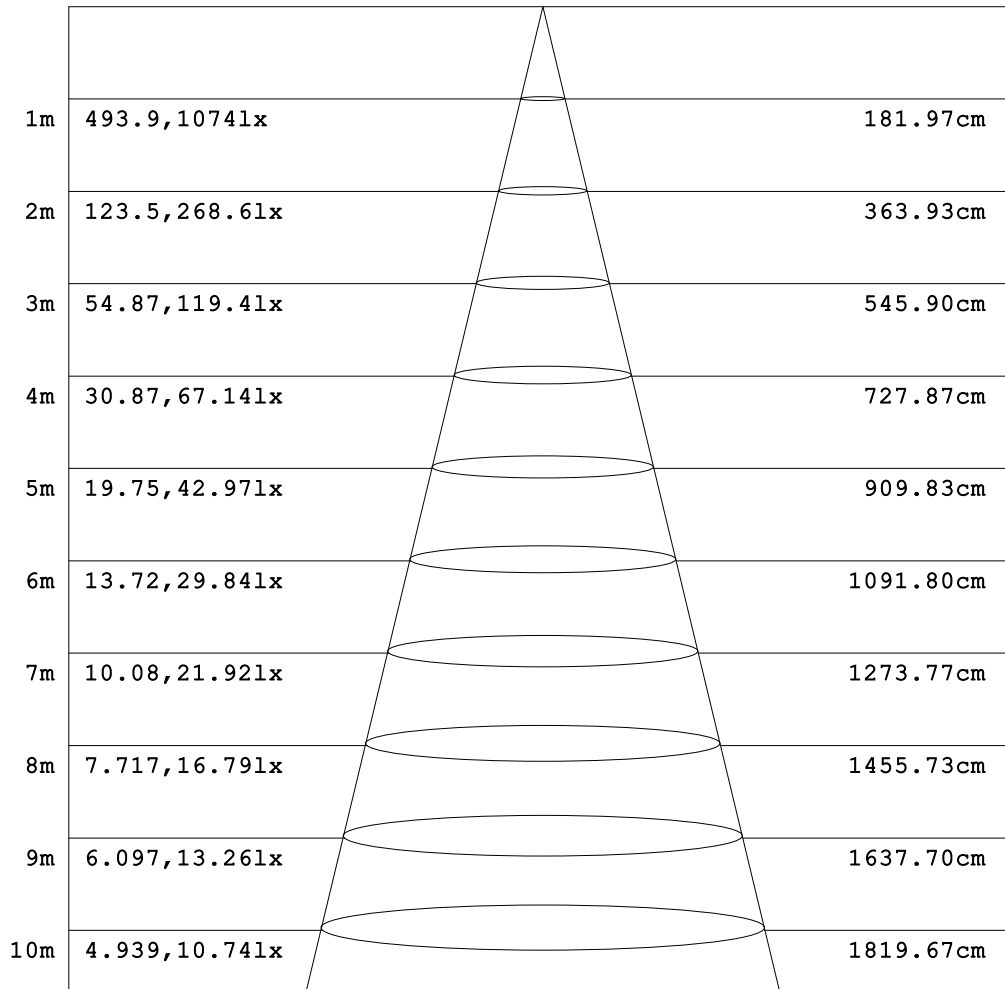 1m 493.9,1074lx 181.97cm
2m 123.5,268.6lx 363.93cm
3m 54.87,119.4lx 545.90cm
4m 30.87,67.14lx 727.87cm
5m 19.75,42.97lx 909.83cm
6m 13.72,29.84lx 1091.80cm
7m 10.08,21.92lx 1273.77cm
8m 7.717,16.79lx 1455.73cm
9m 6.097,13.26lx 1637.70cm
10m 4.939,10.74lx 1819.67cm